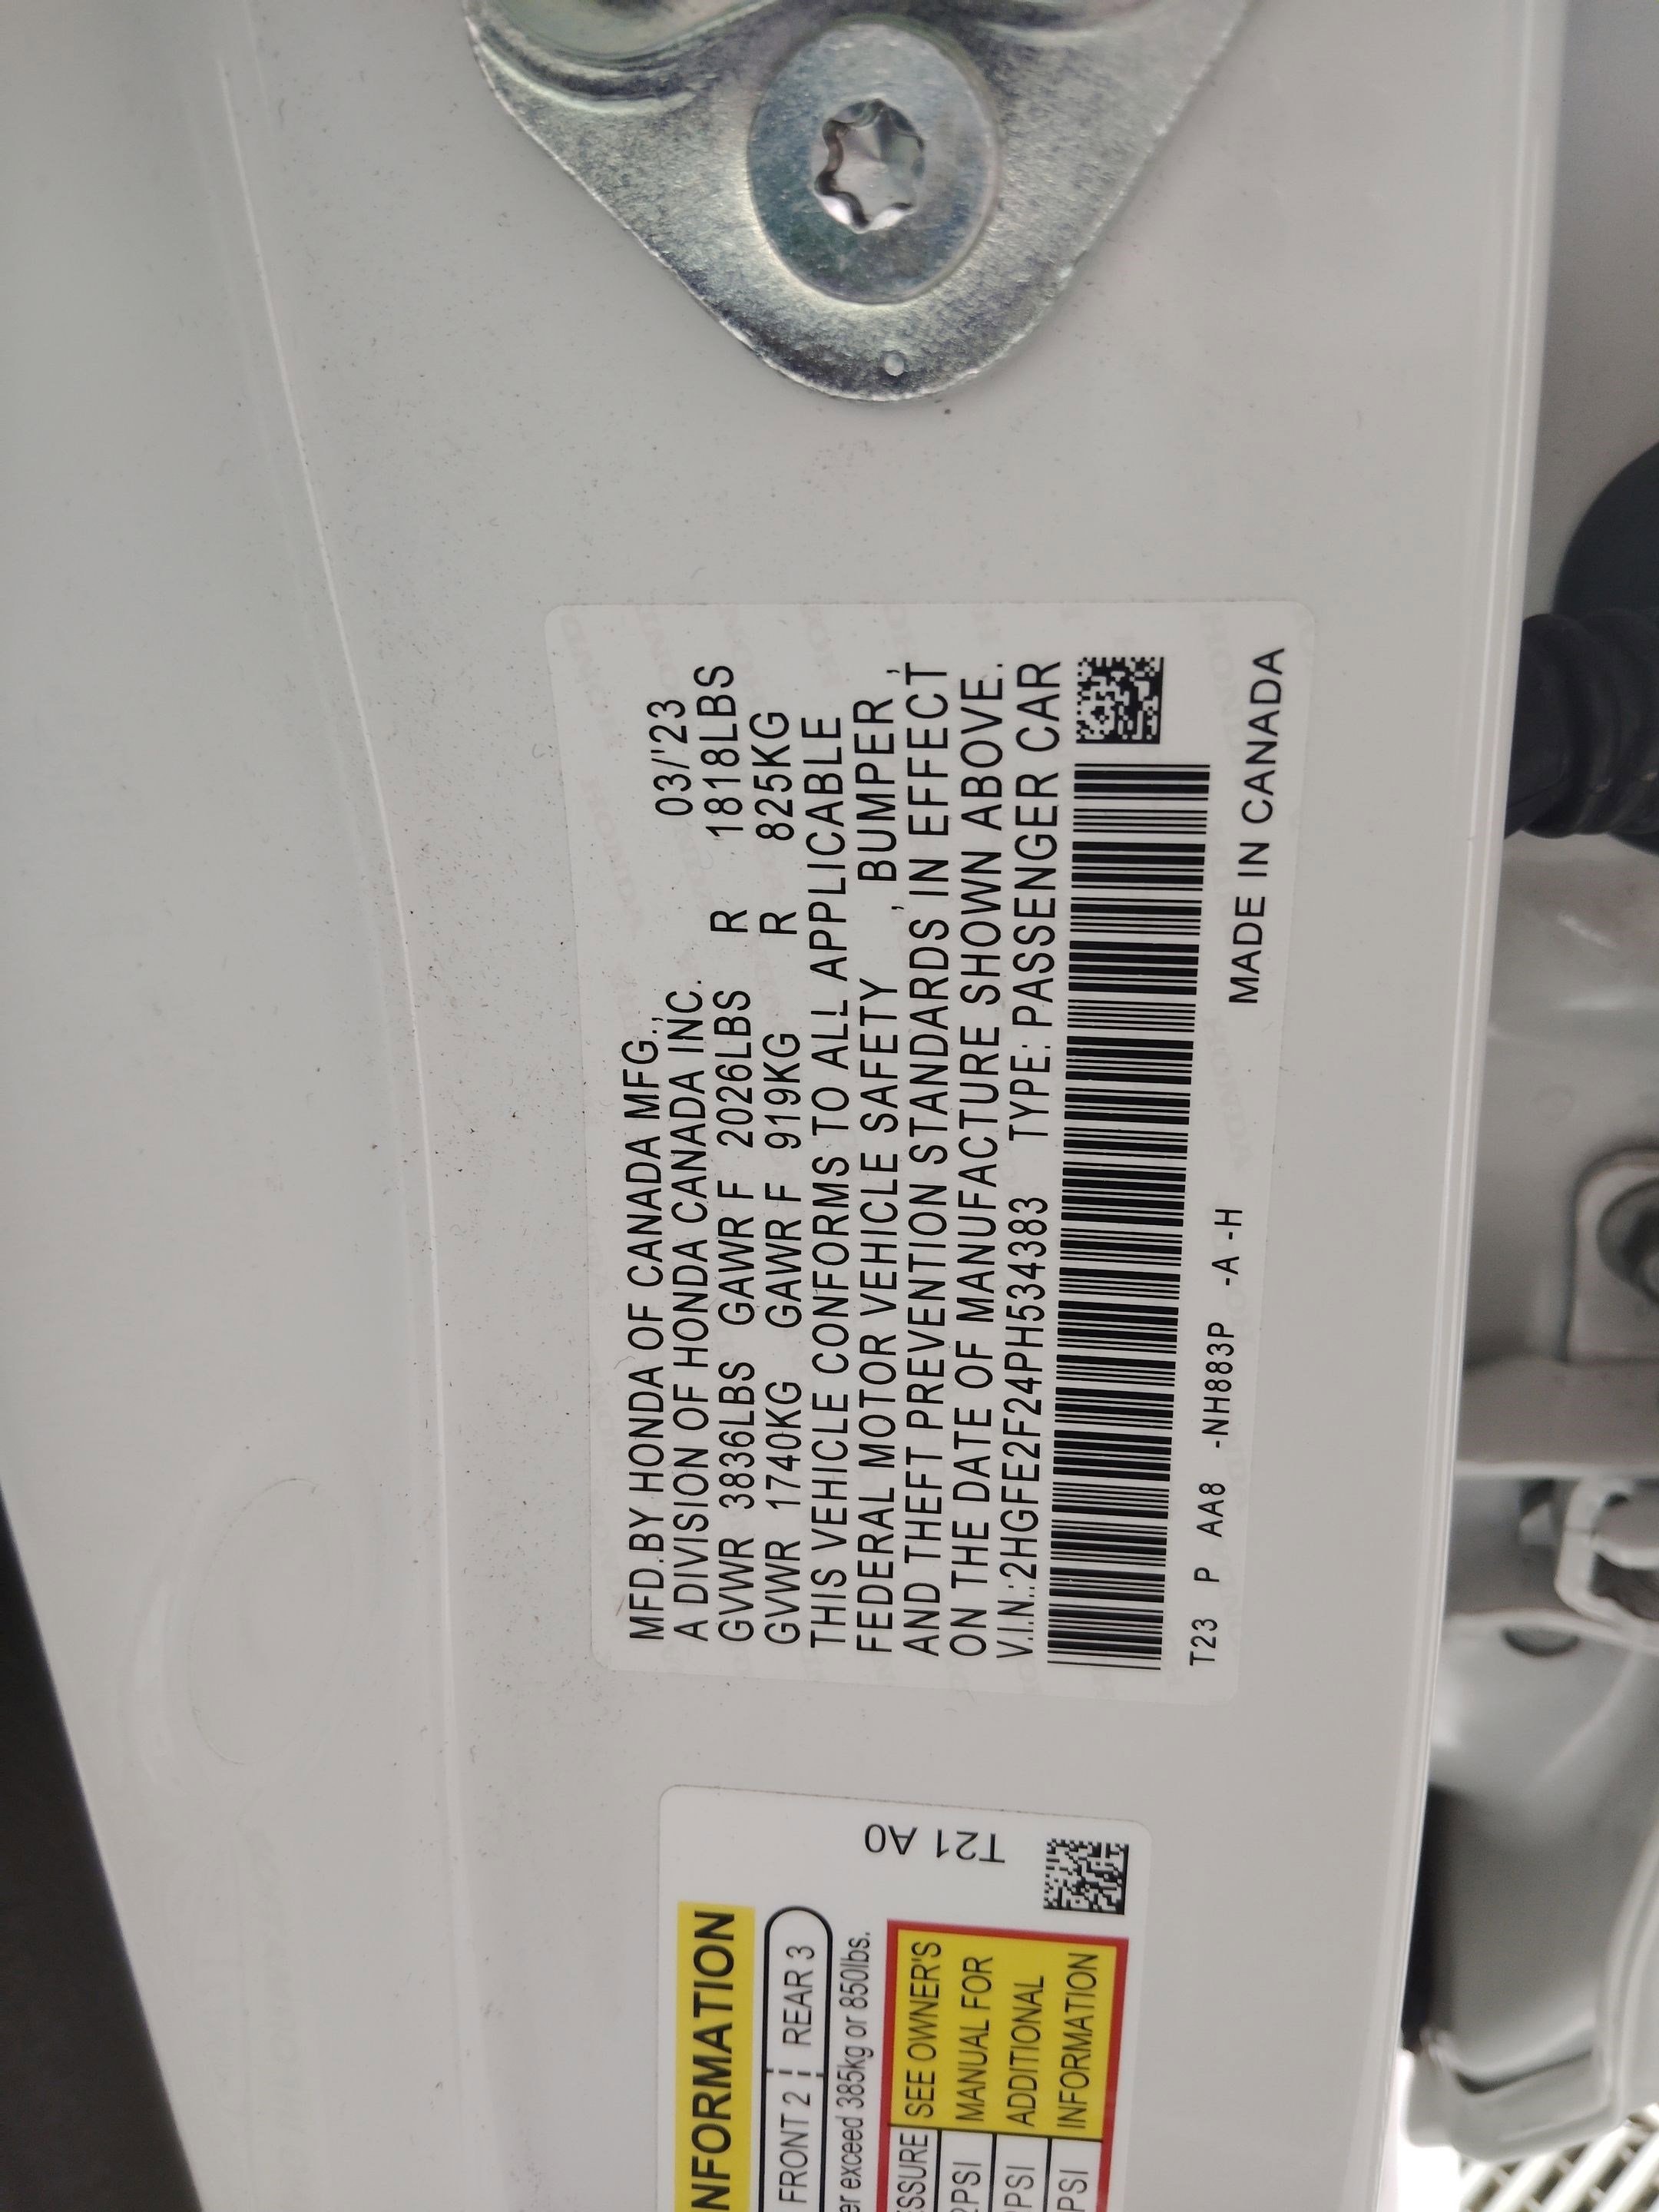 MFD.BY HONDA OF CANADA MFG.,
A DIVISION OF HONDA CANADA INC. 03/'23
GVWR 3836LBS GAWR F 2026LBS R 1818LBS
GVWR 1740KG GAWR F 919KG R 825KG
THIS VEHICLE CONFORMS TO ALL APPLICABLE
FEDERAL MOTOR VEHICLE SAFETY, BUMPER,
AND THEFT PREVENTION STANDARDS IN EFFECT
ON THE DATE OF MANUFACTURE SHOWN ABOVE.
V.I.N.:2HGFE2F24PH534383 TYPE: PASSENGER CAR
T23 P AA8 -NH883P -A -H MADE IN CANADA
T21 A0
NFORMATION
FRONT 2 REAR 3
er exceed 385kg or 850lbs.
SSURE SEE OWNER'S
PSI MANUAL FOR
PSI ADDITIONAL
PSI INFORMATION